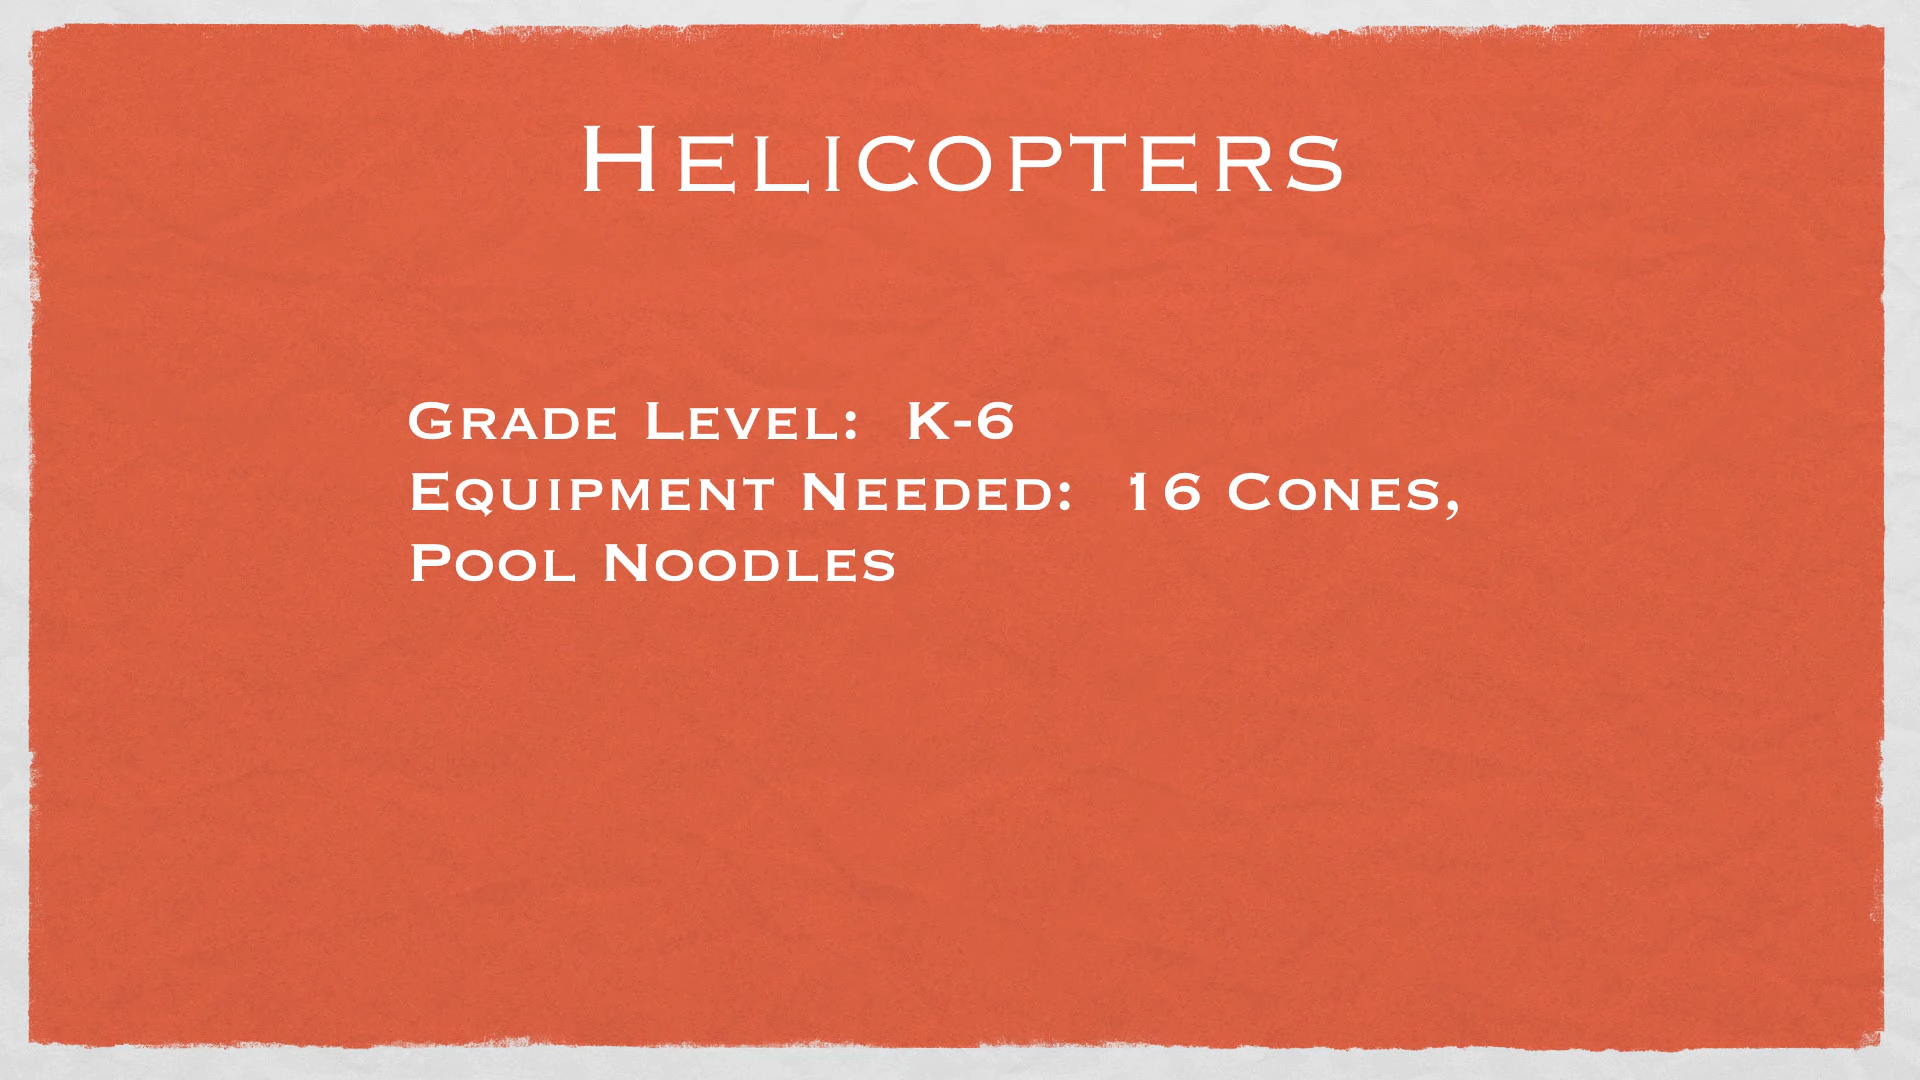 Helicopters
Grade Level: K-6
Equipment Needed: 16 Cones,
Pool Noodles